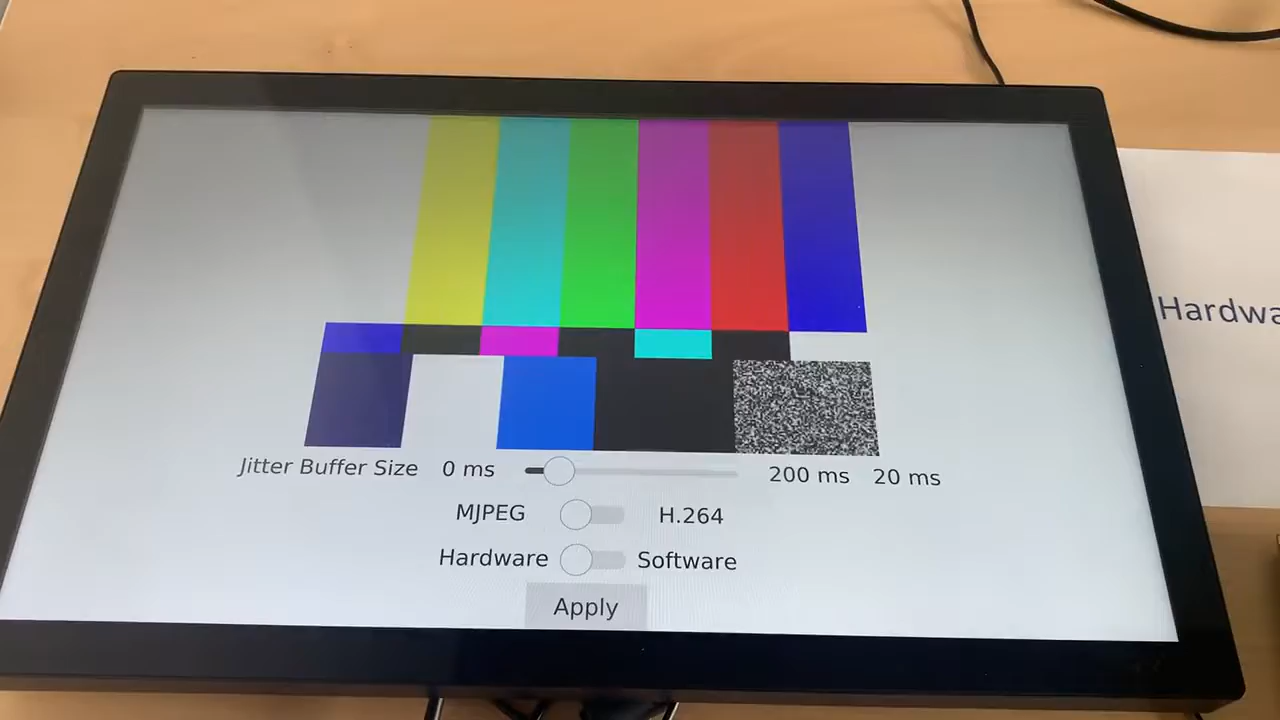 Jitter Buffer Size 0 ms 200 ms 20 ms
MJPEG H.264
Hardware Software
Apply
Hardwa